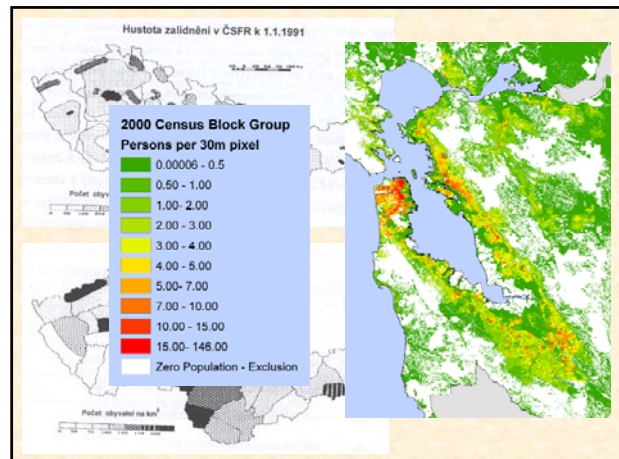 Hustota zalidnění v ČSFR k 1.1.1991
2000 Census Block Group
Persons per 30m pixel
0.00006 - 0.5
0.50 - 1.00
1.00 - 2.00
2.00 - 3.00
3.00 - 4.00
4.00 - 5.00
5.00- 7.00
7.00 - 10.00
10.00 - 15.00
15.00- 146.00
Zero Population - Exclusion
Počet obyva
Počet obyvatel na km²